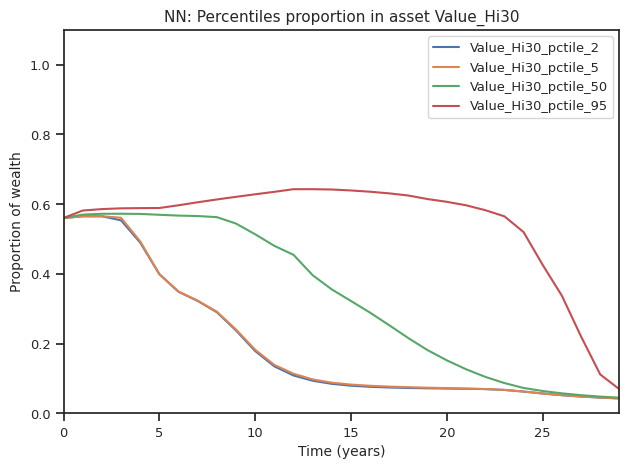 NN: Percentiles proportion in asset Value_Hi30
Value_Hi30_pctile_2
Value_Hi30_pctile_5
Value_Hi30_pctile_50
Value_Hi30_pctile_95
Proportion of wealth
1.0
0.8
0.6
0.4
0.2
0.0
0 5 10 15 20 25
Time (years)